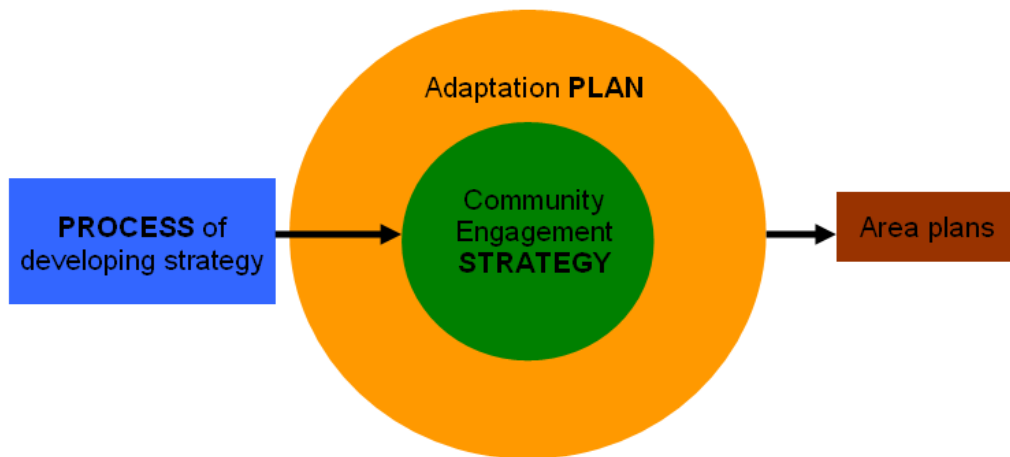 Adaptation PLAN
PROCESS of
developing strategy
Community
Engagement
STRATEGY
Area plans